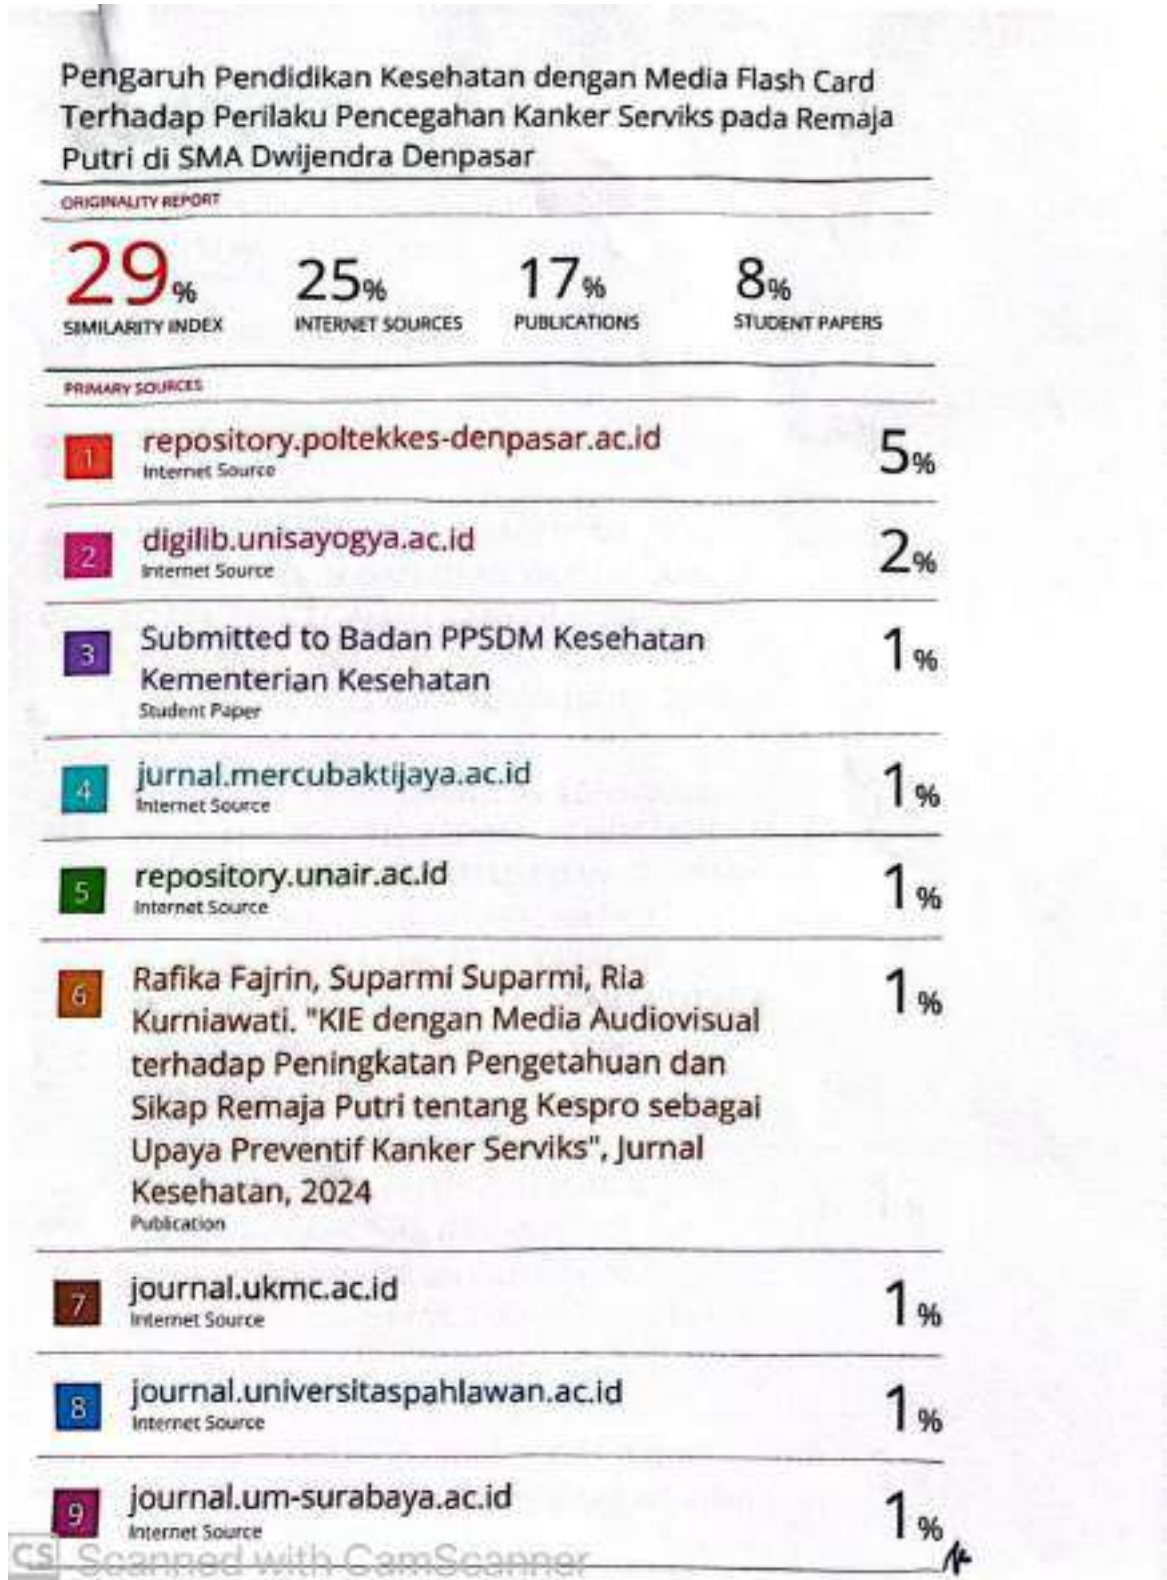 Pengaruh Pendidikan Kesehatan dengan Media Flash Card
Terhadap Perilaku Pencegahan Kanker Serviks pada Remaja
Putri di SMA Dwijendra Denpasar
ORIGINALITY REPORT
29%
SIMILARITY INDEX
25%
INTERNET SOURCES
17%
PUBLICATIONS
8%
STUDENT PAPERS
PRIMARY SOURCES
1 repository.poltekkes-denpasar.ac.id 5%
Internet Source
2 digilib.unisayogya.ac.id 2%
Internet Source
3 Submitted to Badan PPSDM Kesehatan 1%
Kementerian Kesehatan
Student Paper
4 jurnal.mercubaktijaya.ac.id 1%
Internet Source
5 repository.unair.ac.id 1%
Internet Source
6 Rafika Fajrin, Suparmi Suparmi, Ria 1%
Kurniawati. "KIE dengan Media Audiovisual
terhadap Peningkatan Pengetahuan dan
Sikap Remaja Putri tentang Kespro sebagai
Upaya Preventif Kanker Serviks", Jurnal
Kesehatan, 2024
Publication
7 journal.ukmc.ac.id 1%
Internet Source
8 journal.universitaspahlawan.ac.id 1%
Internet Source
9 journal.um-surabaya.ac.id 1%
Internet Source
CS Scanned with CamScanner